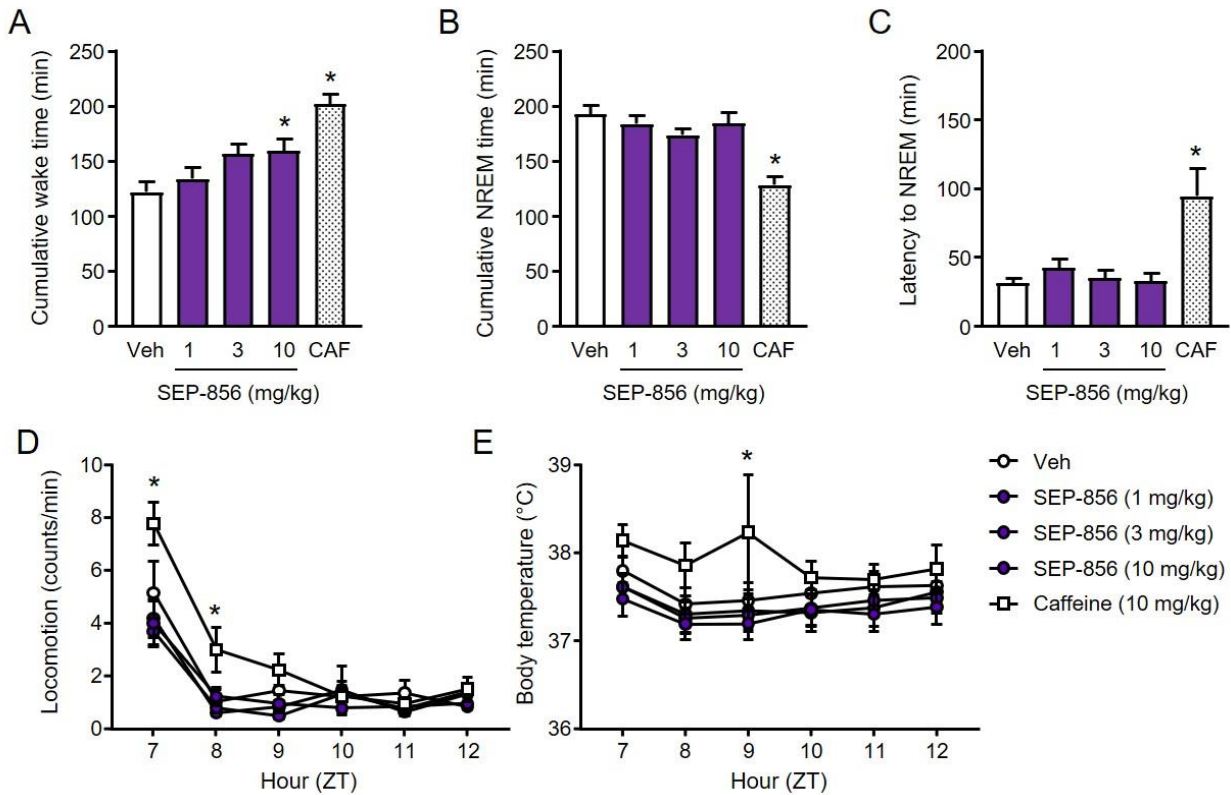 A
Cumulative wake time (min)
250
200
150
100
50
0
*
*
Veh 1 3 10 CAF
SEP-856 (mg/kg)
B
Cumulative NREM time (min)
250
200
150
100
50
0
*
Veh 1 3 10 CAF
SEP-856 (mg/kg)
C
Latency to NREM (min)
200
150
100
50
0
*
Veh 1 3 10 CAF
SEP-856 (mg/kg)
D
Locomotion (counts/min)
10
8
6
4
2
0
*
*
7 8 9 10 11 12
Hour (ZT)
E
Body temperature (°C)
39
38
37
36
*
7 8 9 10 11 12
Hour (ZT)
Veh
SEP-856 (1 mg/kg)
SEP-856 (3 mg/kg)
SEP-856 (10 mg/kg)
Caffeine (10 mg/kg)